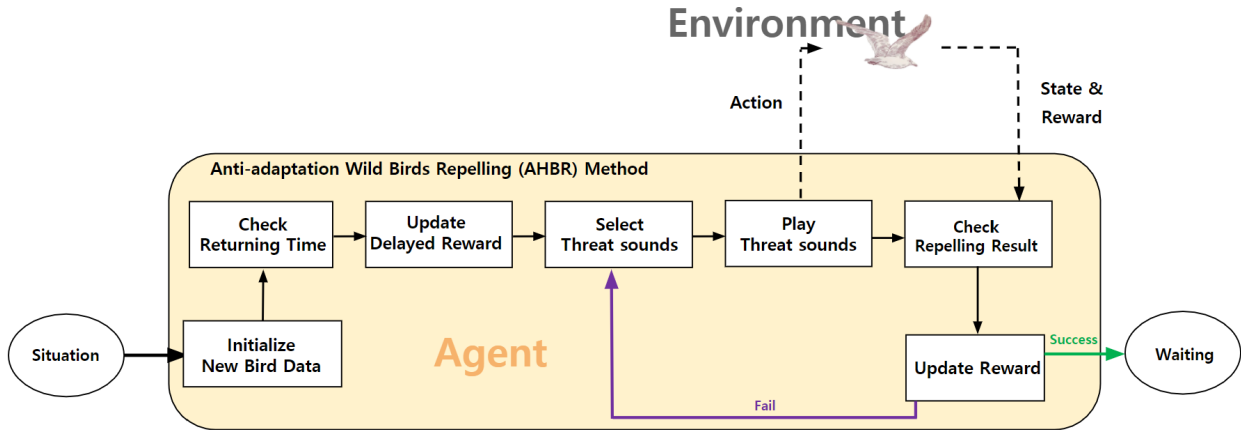 Environment
Action
State &
Reward
Anti-adaptation Wild Birds Repelling (AHBR) Method
Check
Returning Time
Update
Delayed Reward
Select
Threat sounds
Play
Threat sounds
Check
Repelling Result
Situation
Initialize
New Bird Data
Agent
Update Reward
Success
Waiting
Fail